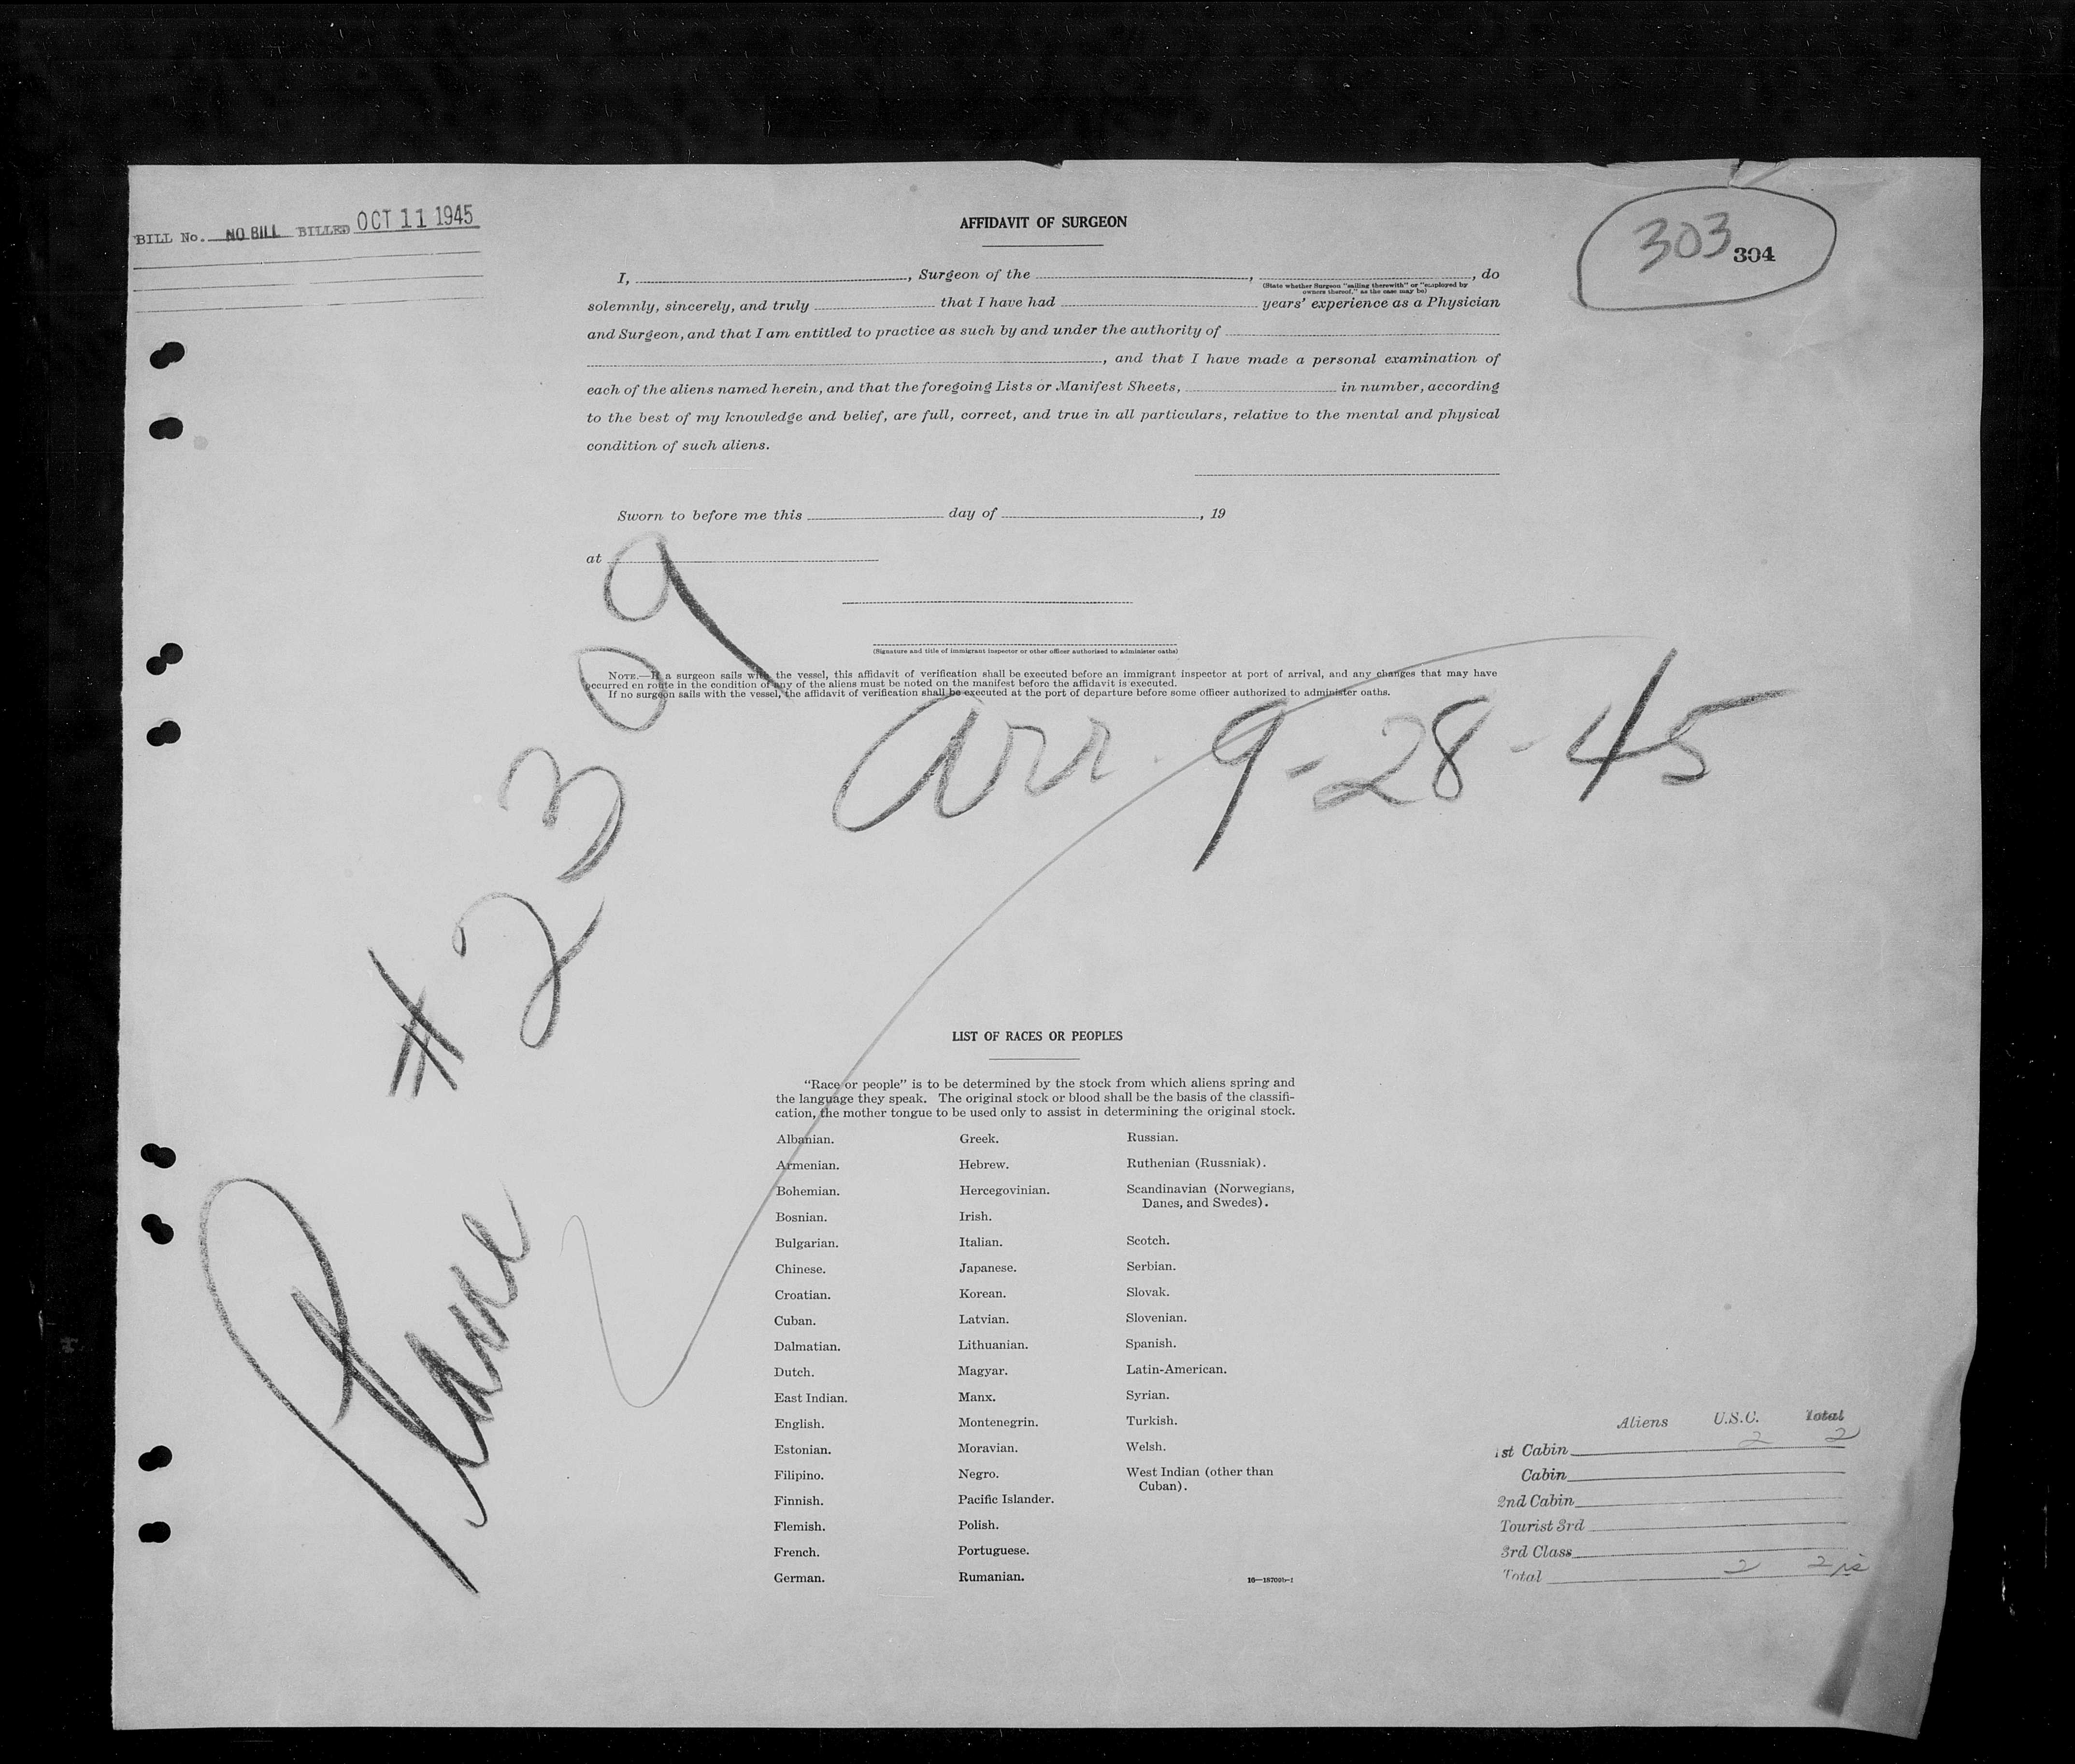 BILL No. NO BILL BILLED OCT 11 1945
AFFIDAVIT OF SURGEON
303 304
I, , Surgeon of the , , do
(State whether Surgeon "sailing therewith" or "employed by
owners thereof," as the case may be)
solemnly, sincerely, and truly that I have had years' experience as a Physician
and Surgeon, and that I am entitled to practice as such by and under the authority of
, and that I have made a personal examination of
each of the aliens named herein, and that the foregoing Lists or Manifest Sheets, in number, according
to the best of my knowledge and belief, are full, correct, and true in all particulars, relative to the mental and physical
condition of such aliens.
Sworn to before me this day of , 19
at
(Signature and title of immigrant inspector or other officer authorized to administer oaths)
NOTE.—If a surgeon sails with the vessel, this affidavit of verification shall be executed before an immigrant inspector at port of arrival, and any changes that may have
occurred en route in the condition of any of the aliens must be noted on the manifest before the affidavit is executed.
If no surgeon sails with the vessel, the affidavit of verification shall be executed at the port of departure before some officer authorized to administer oaths.
Arr. 9-28-45
Plane #2309
LIST OF RACES OR PEOPLES
"Race or people" is to be determined by the stock from which aliens spring and
the language they speak. The original stock or blood shall be the basis of the classifi-
cation, the mother tongue to be used only to assist in determining the original stock.
Albanian.
Armenian.
Bohemian.
Bosnian.
Bulgarian.
Chinese.
Croatian.
Cuban.
Dalmatian.
Dutch.
East Indian.
English.
Estonian.
Filipino.
Finnish.
Flemish.
French.
German.
Greek.
Hebrew.
Hercegovinian.
Irish.
Italian.
Japanese.
Korean.
Latvian.
Lithuanian.
Magyar.
Manx.
Montenegrin.
Moravian.
Negro.
Pacific Islander.
Polish.
Portuguese.
Rumanian.
Russian.
Ruthenian (Russniak).
Scandinavian (Norwegians,
Danes, and Swedes).
Scotch.
Serbian.
Slovak.
Slovenian.
Spanish.
Latin-American.
Syrian.
Turkish.
Welsh.
West Indian (other than
Cuban).
Aliens U.S.C. Total
1st Cabin 2 2
Cabin
2nd Cabin
Tourist 3rd
3rd Class
Total 2 2